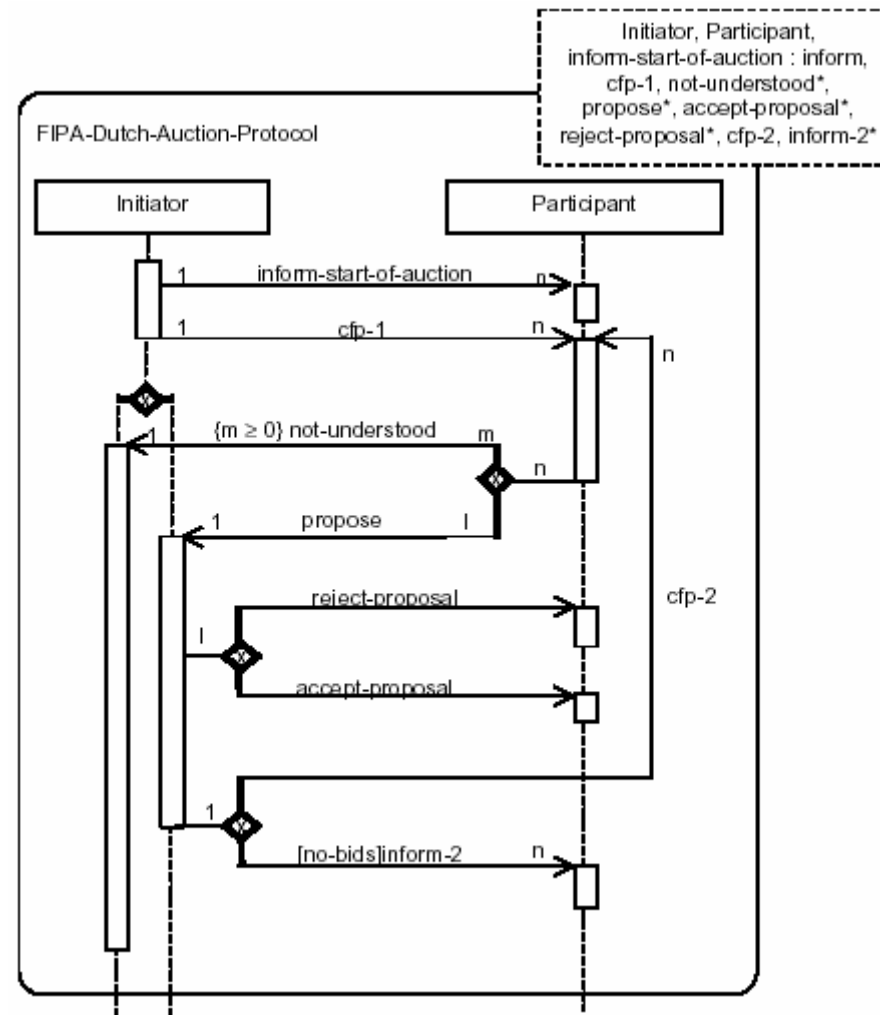 Initiator, Participant,
inform-start-of-auction : inform,
cfp-1, not-understood*,
propose*, accept-proposal*,
reject-proposal*, cfp-2, inform-2*
FIPA-Dutch-Auction-Protocol
Initiator
Participant
1 inform-start-of-auction n
1 cfp-1 n
n
x
1 {m ≥ 0} not-understood m
x n
1 propose l
reject-proposal
cfp-2
l x
accept-proposal
1 x
[no-bids]inform-2 n